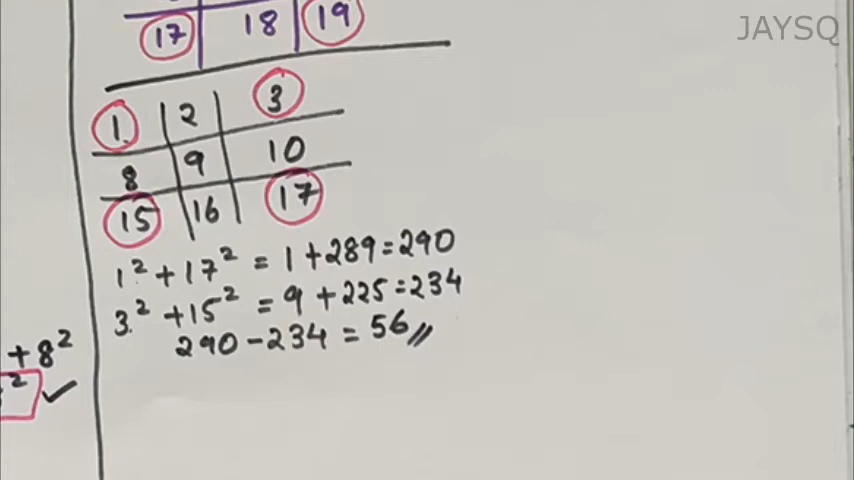 JAYSQ
17 18 19
1 2 3
8 9 10
15 16 17
1² + 17² = 1 + 289 = 290
3² + 15² = 9 + 225 = 234
290 - 234 = 56 //
+ 8²
² ✓